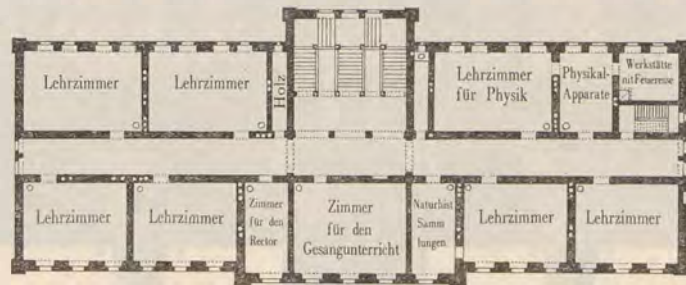 Lehrzimmer
Lehrzimmer
Holz
Lehrzimmer
für Physik
Physikal-
Apparate
Werkstätte
mit Feueresse
Lehrzimmer
Lehrzimmer
Zimmer
für den
Rector
Zimmer
für den
Gesangunterricht
Naturhist
Samm
lungen.
Lehrzimmer
Lehrzimmer